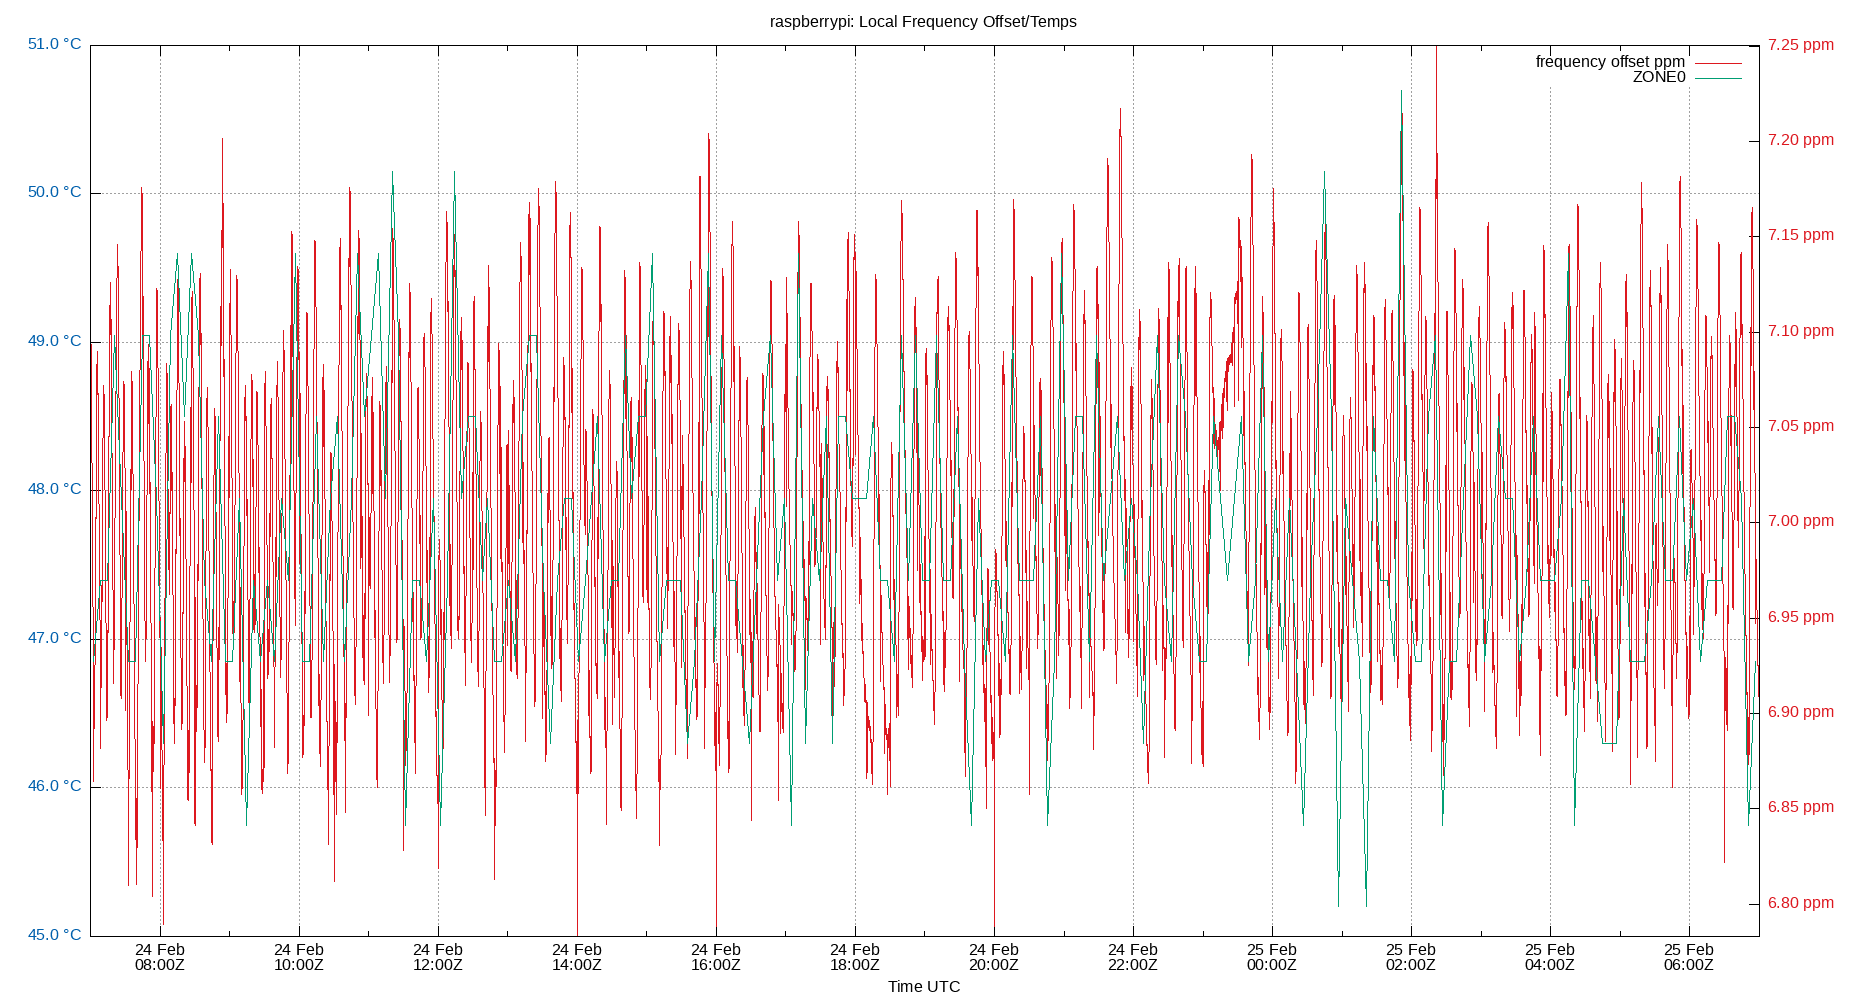 raspberrypi: Local Frequency Offset/Temps
51.0 °C
50.0 °C
49.0 °C
48.0 °C
47.0 °C
46.0 °C
45.0 °C
7.25 ppm
7.20 ppm
7.15 ppm
7.10 ppm
7.05 ppm
7.00 ppm
6.95 ppm
6.90 ppm
6.85 ppm
6.80 ppm
frequency offset ppm
ZONE0
24 Feb 08:00Z
24 Feb 10:00Z
24 Feb 12:00Z
24 Feb 14:00Z
24 Feb 16:00Z
24 Feb 18:00Z
24 Feb 20:00Z
24 Feb 22:00Z
25 Feb 00:00Z
25 Feb 02:00Z
25 Feb 04:00Z
25 Feb 06:00Z
Time UTC